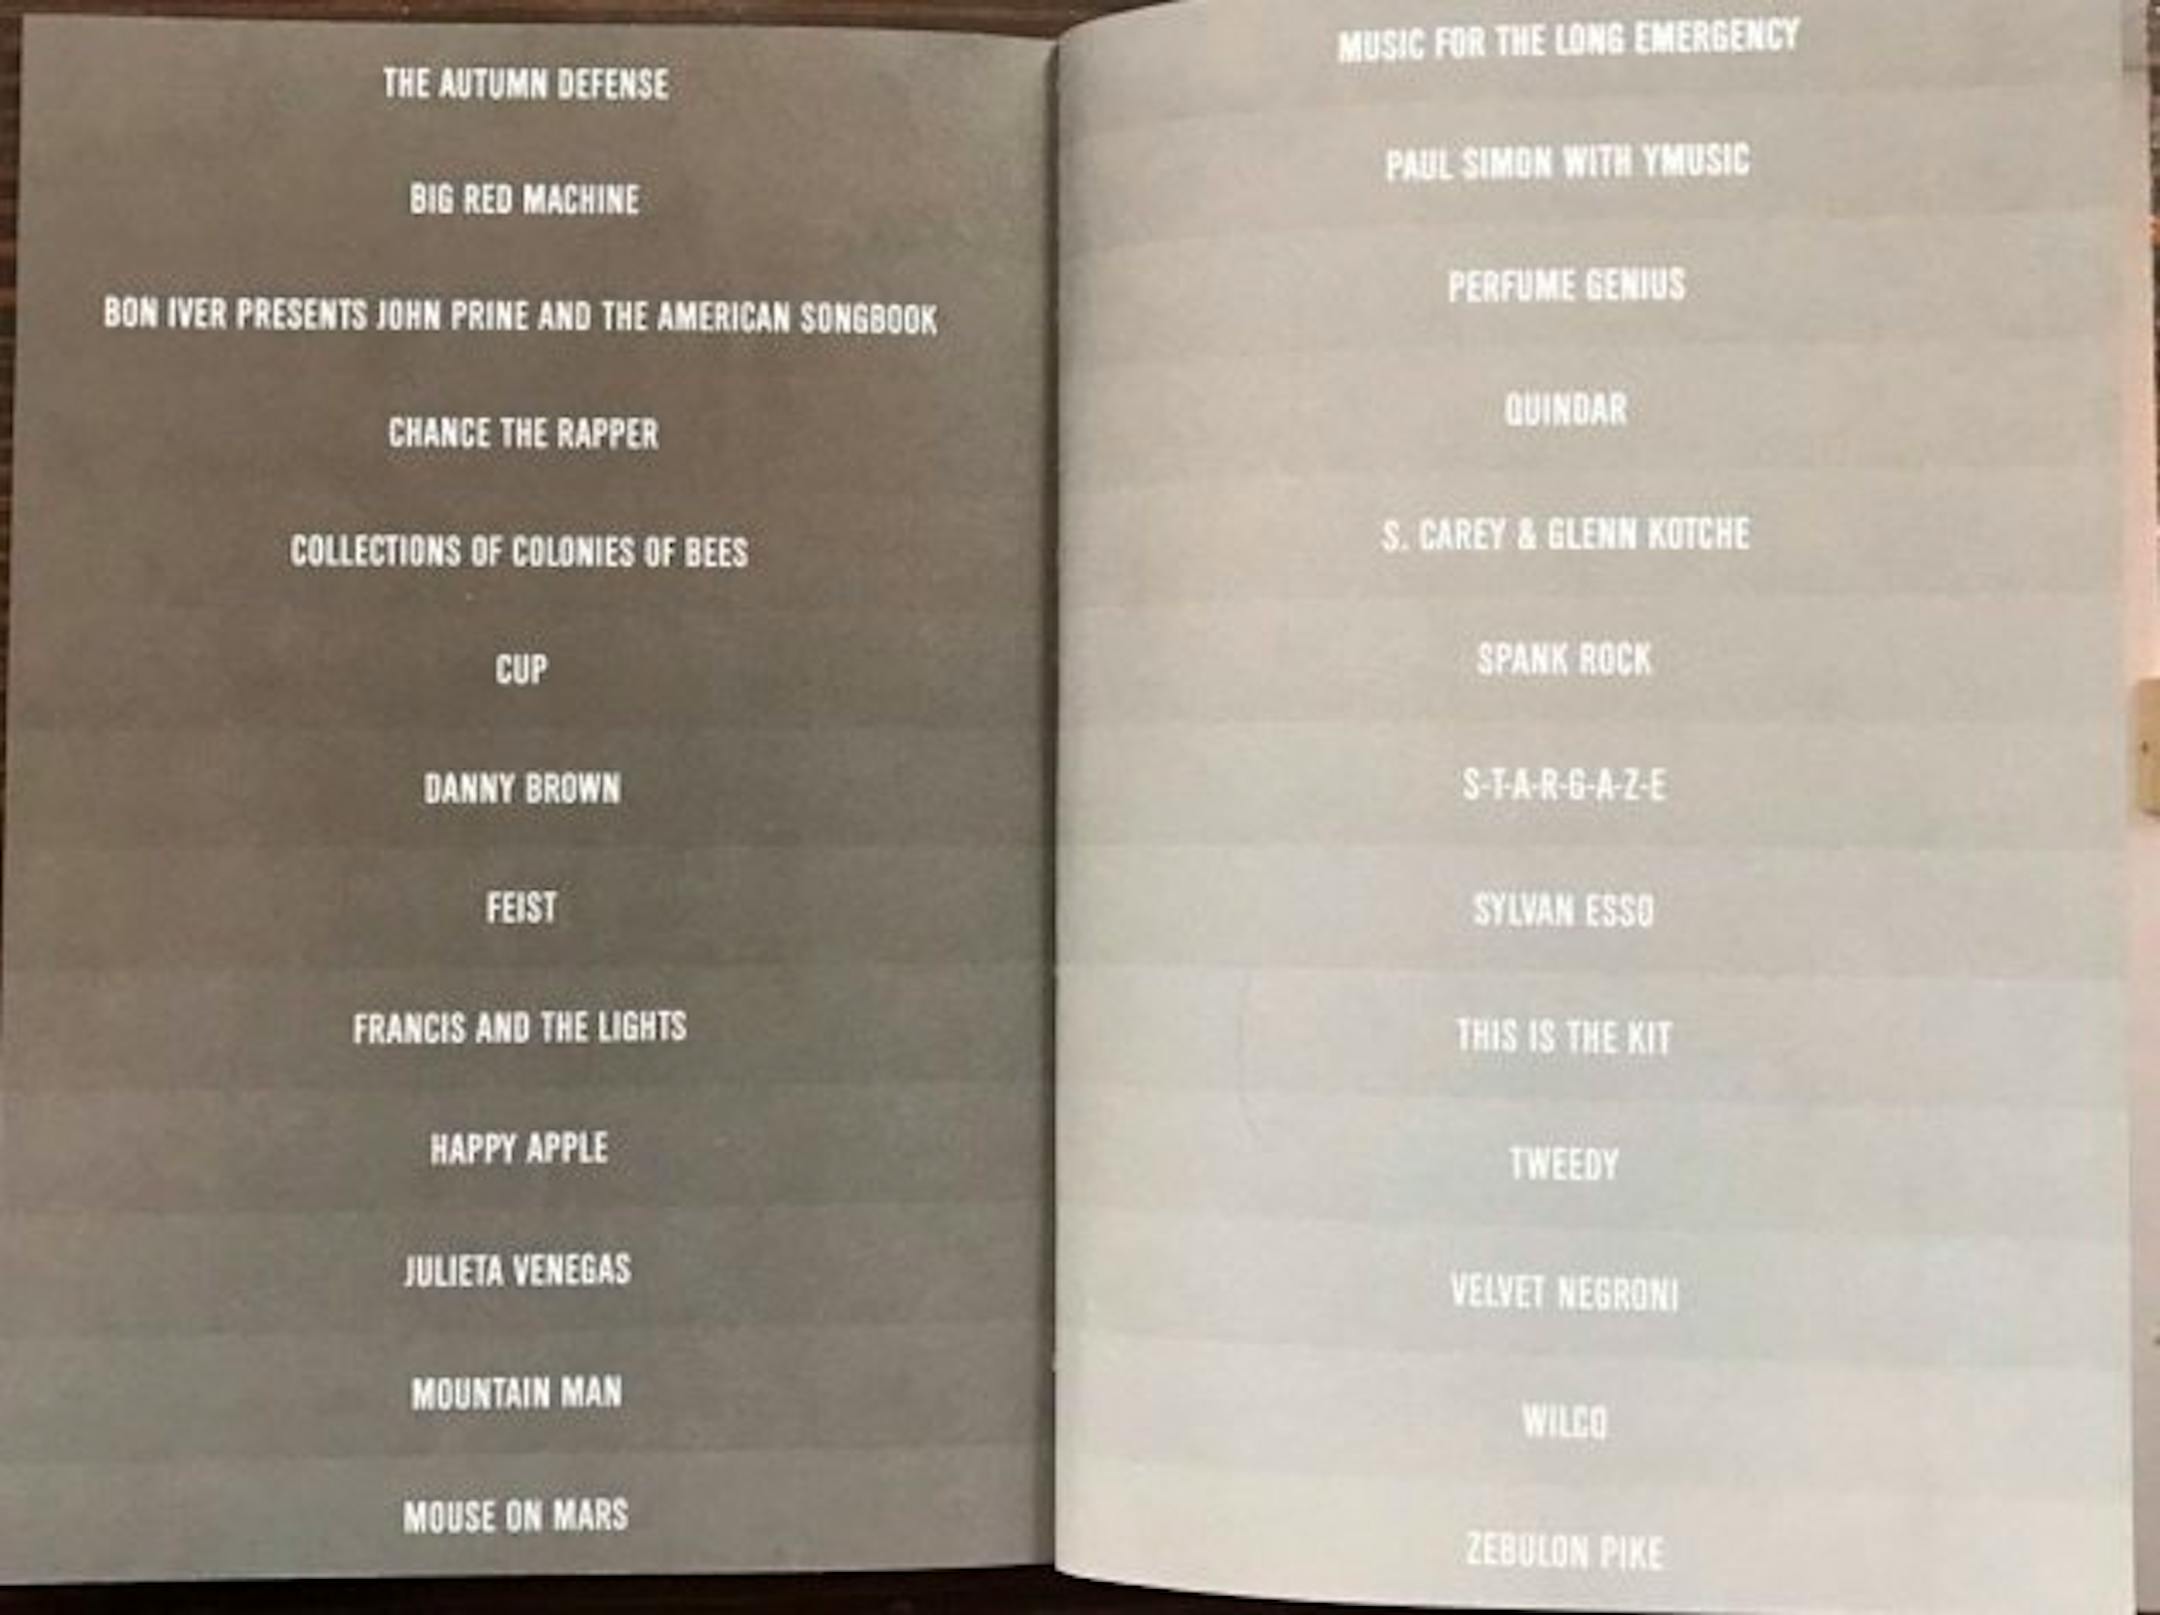 THE AUTUMN DEFENSE
BIG RED MACHINE
BON IVER PRESENTS JOHN PRINE AND THE AMERICAN SONGBOOK
CHANCE THE RAPPER
COLLECTIONS OF COLONIES OF BEES
CUP
DANNY BROWN
FEIST
FRANCIS AND THE LIGHTS
HAPPY APPLE
JULIETA VENEGAS
MOUNTAIN MAN
MOUSE ON MARS
MUSIC FOR THE LONG EMERGENCY
PAUL SIMON WITH YMUSIC
PERFUME GENIUS
QUINDAR
S. CAREY & GLENN KOTCHE
SPANK ROCK
S-T-A-R-G-A-Z-E
SYLVAN ESSO
THIS IS THE KIT
TWEEDY
VELVET NEGRONI
WILCO
ZEBULON PIKE